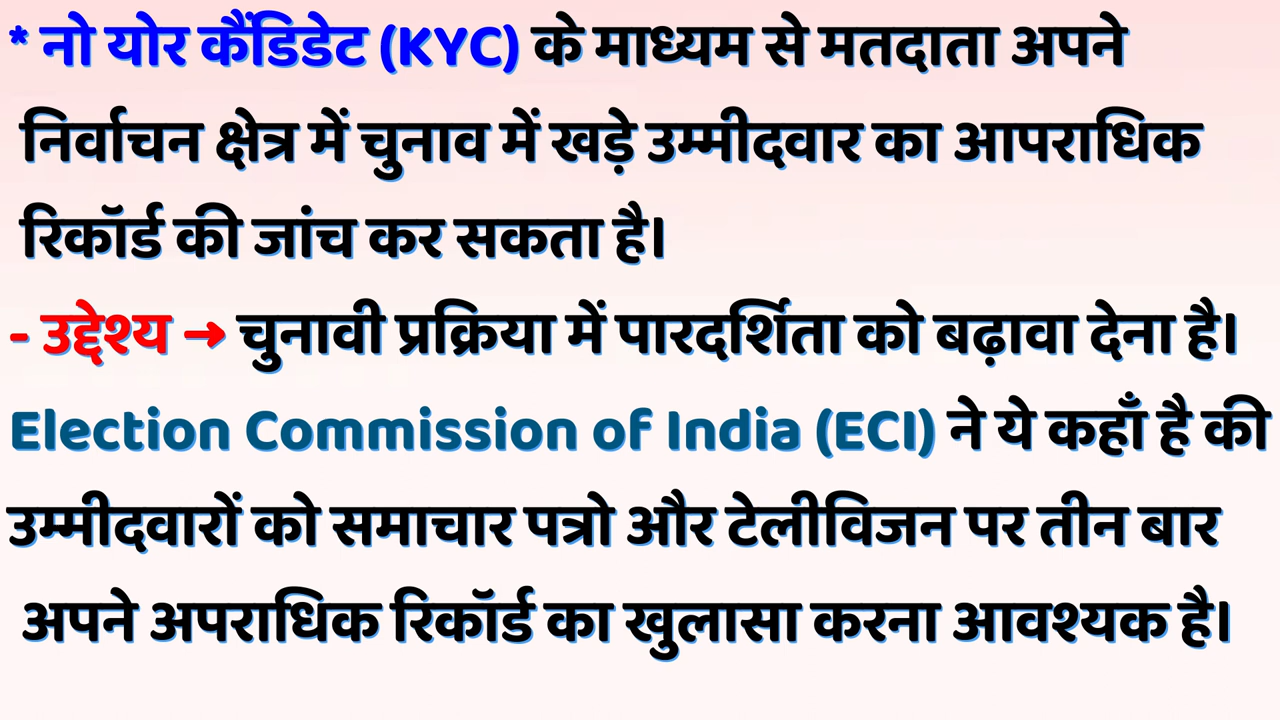 * नो योर कैंडिडेट (KYC) के माध्यम से मतदाता अपने
निर्वाचन क्षेत्र में चुनाव में खड़े उम्मीदवार का आपराधिक
रिकॉर्ड की जांच कर सकता है।
- उद्देश्य → चुनावी प्रक्रिया में पारदर्शिता को बढ़ावा देना है।
Election Commission of India (ECI) ने ये कहाँ है की
उम्मीदवारों को समाचार पत्रो और टेलीविजन पर तीन बार
अपने अपराधिक रिकॉर्ड का खुलासा करना आवश्यक है।